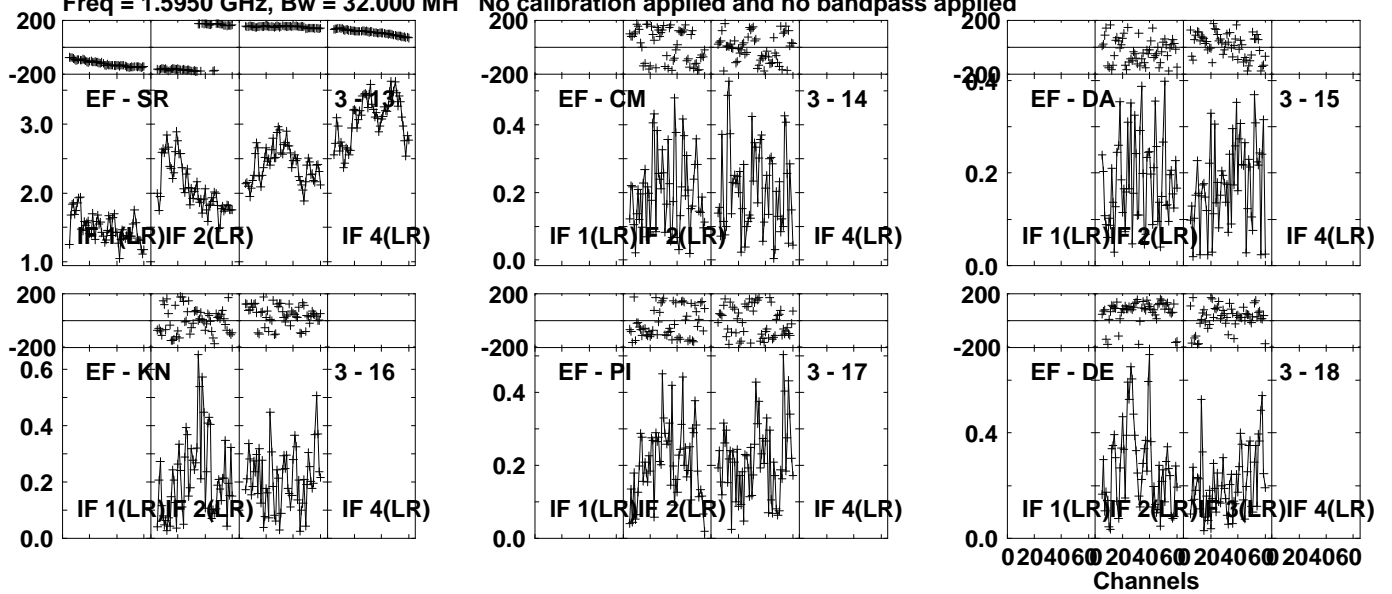 Freq = 1.5950 GHz, Bw = 32.000 MH No calibration applied and no bandpass applied
200
-200
EF - SR 3 - 13
3.0
2.0
1.0
IF 1(LR) IF 2(LR) IF 4(LR)
200
-200
EF - CM 3 - 14
0.4
0.2
0.0
IF 1(LR) IF 2(LR) IF 4(LR)
200
-200
0.4
EF - DA 3 - 15
0.2
0.0
IF 1(LR) IF 2(LR) IF 4(LR)
200
-200
EF - KN 3 - 16
0.6
0.4
0.2
0.0
IF 1(LR) IF 2(LR) IF 4(LR)
200
-200
EF - PI 3 - 17
0.4
0.2
0.0
IF 1(LR) IF 2(LR) IF 4(LR)
200
-200
EF - DE 3 - 18
0.4
0.0
IF 1(LR) IF 2(LR) IF 3(LR) IF 4(LR)
0 20 40 60 0 20 40 60 0 20 40 60 0 20 40 60
Channels